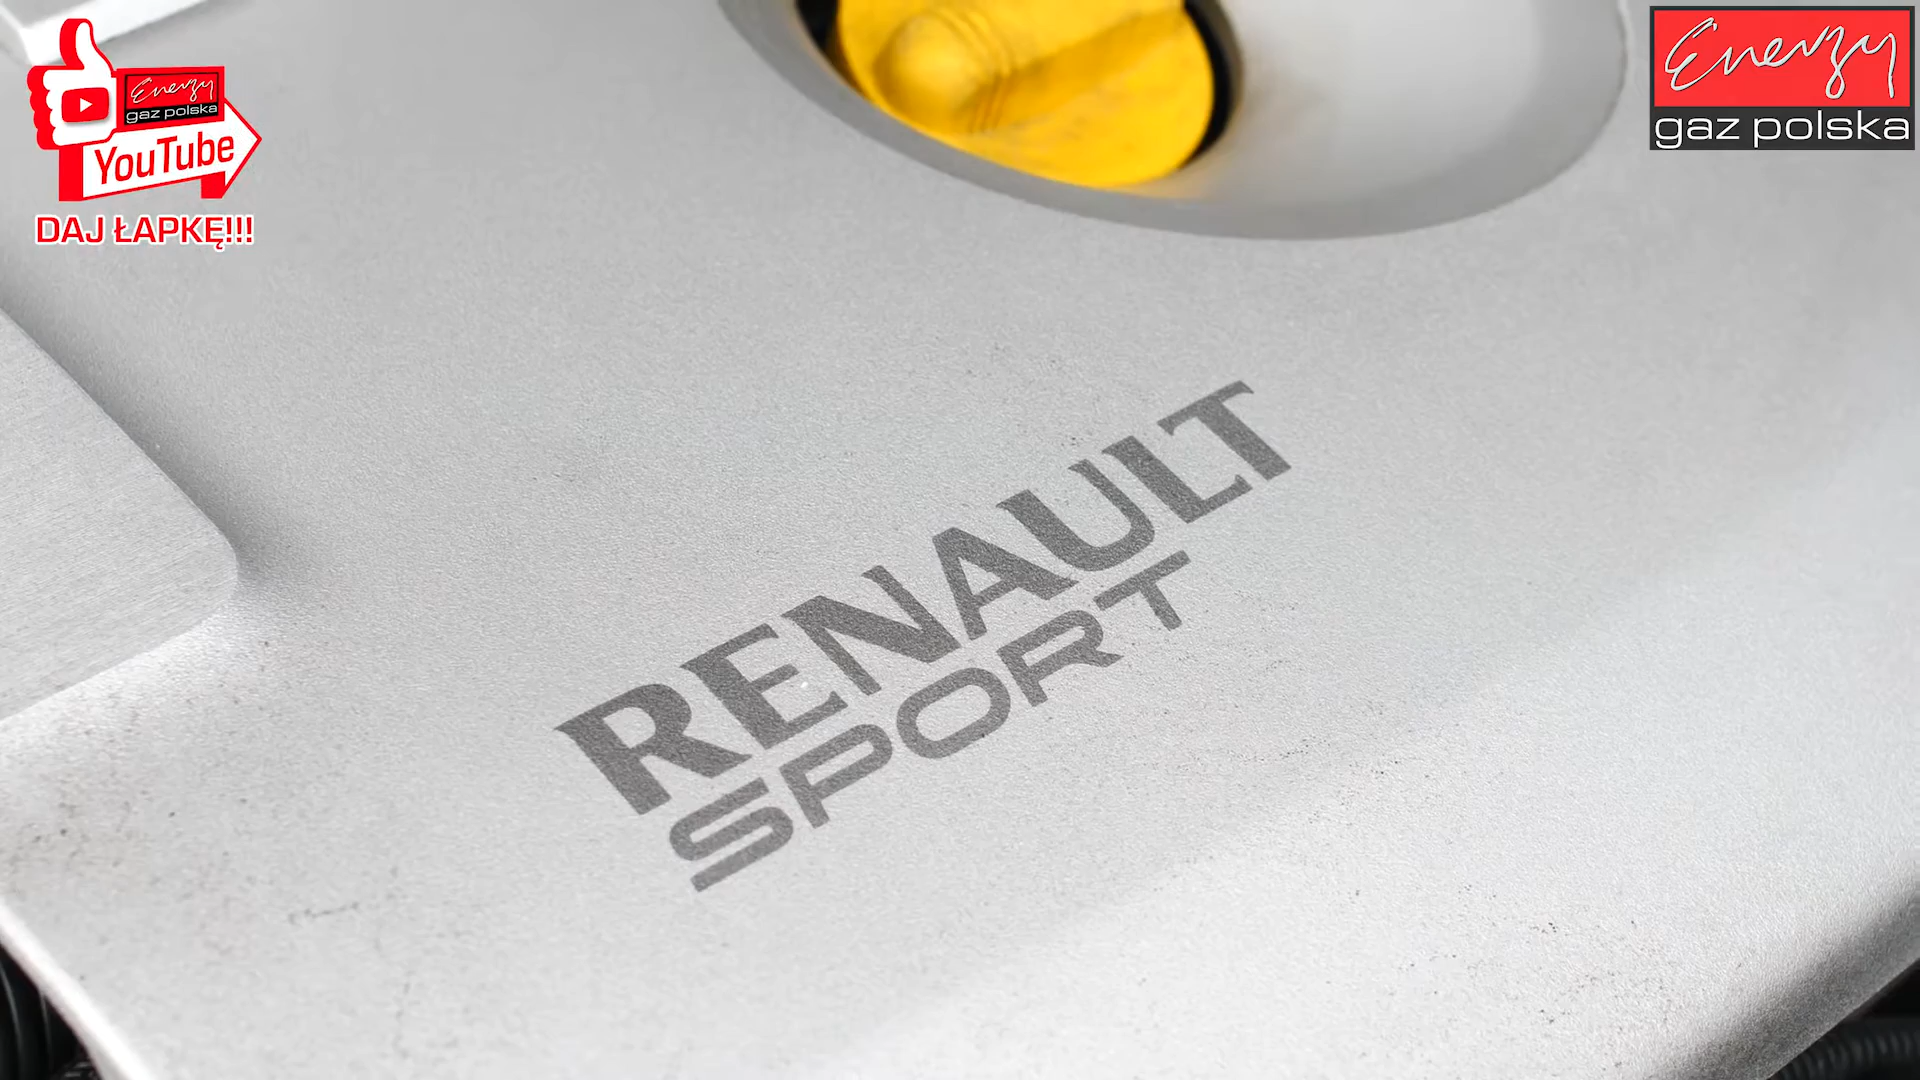 Energy
gaz polska
YouTube
DAJ ŁAPKĘ!!!
Energy
gaz polska
RENAULT
SPORT